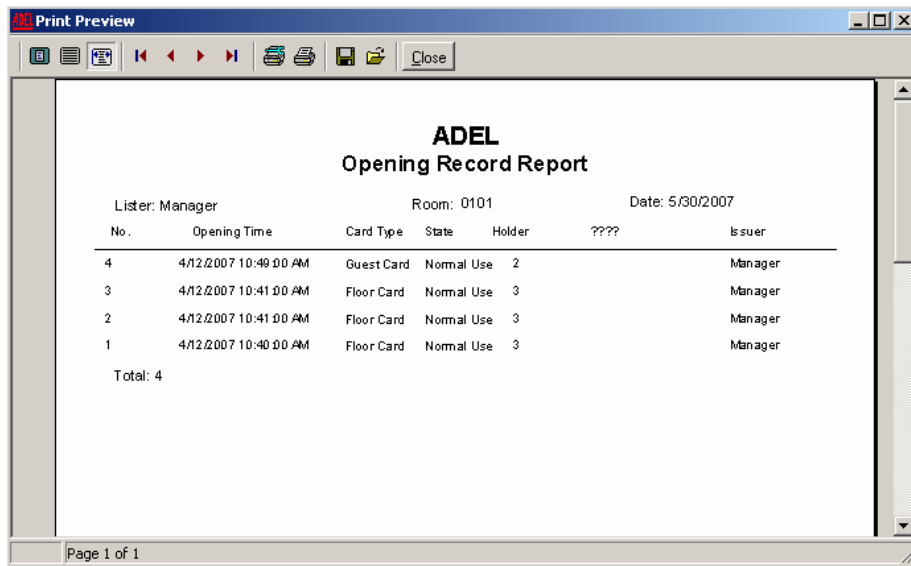 ADEL Print Preview
Close
ADEL
Opening Record Report
Lister: Manager Room: 0101 Date: 5/30/2007
No. Opening Time Card Type State Holder ???? Issuer
4 4/12/2007 10:49:00 AM Guest Card Normal Use 2 Manager
3 4/12/2007 10:41:00 AM Floor Card Normal Use 3 Manager
2 4/12/2007 10:41:00 AM Floor Card Normal Use 3 Manager
1 4/12/2007 10:40:00 AM Floor Card Normal Use 3 Manager
Total: 4
Page 1 of 1